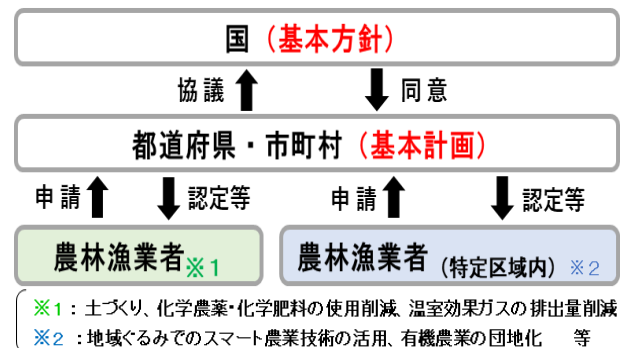 国（基本方針）
協議 同意
都道府県・市町村（基本計画）
申請 認定等 申請 認定等
農林漁業者※1 農林漁業者（特定区域内）※2
※1：土づくり、化学農薬・化学肥料の使用削減、温室効果ガスの排出量削減
※2：地域ぐるみでのスマート農業技術の活用、有機農業の団地化 等